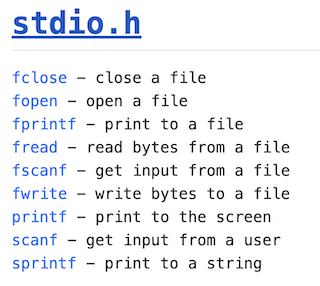 stdio.h
fclose – close a file
fopen – open a file
fprintf – print to a file
fread – read bytes from a file
fscanf – get input from a file
fwrite – write bytes to a file
printf – print to the screen
scanf – get input from a user
sprintf – print to a string